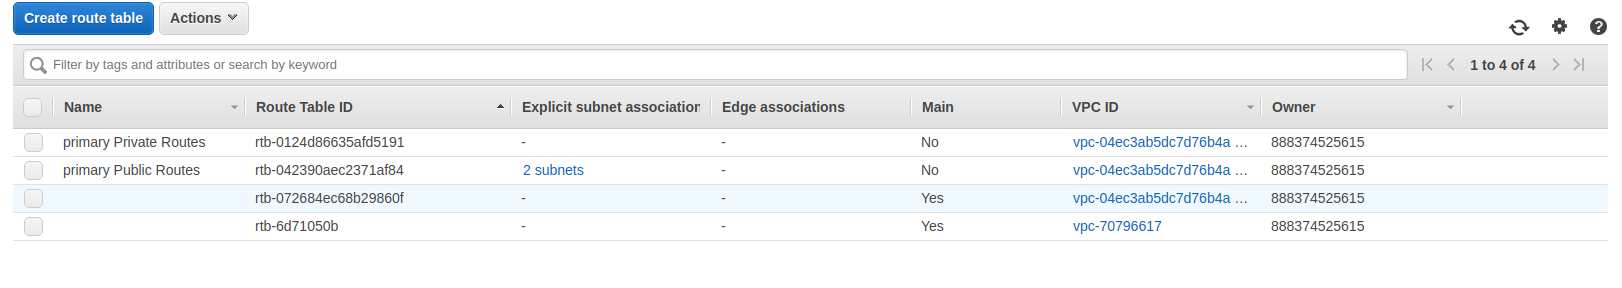 Create route table Actions
Filter by tags and attributes or search by keyword 1 to 4 of 4
Name Route Table ID Explicit subnet association Edge associations Main VPC ID Owner
primary Private Routes rtb-0124d86635afd5191 - - No vpc-04ec3ab5dc7d76b4a ... 888374525615
primary Public Routes rtb-042390aec2371af84 2 subnets - No vpc-04ec3ab5dc7d76b4a ... 888374525615
rtb-072684ec68b29860f - - Yes vpc-04ec3ab5dc7d76b4a ... 888374525615
rtb-6d71050b - - Yes vpc-70796617 888374525615